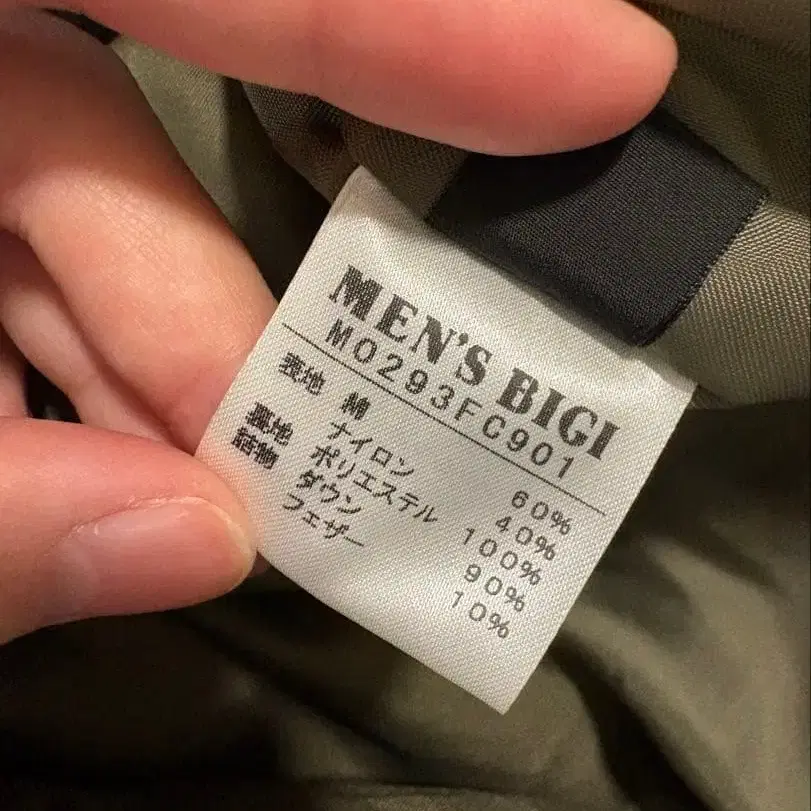 MEN'S BIGI
M0293FC901
表地 綿 60%
ナイロン 40%
裏地 ポリエステル 100%
詰物 ダウン 90%
フェザー 10%